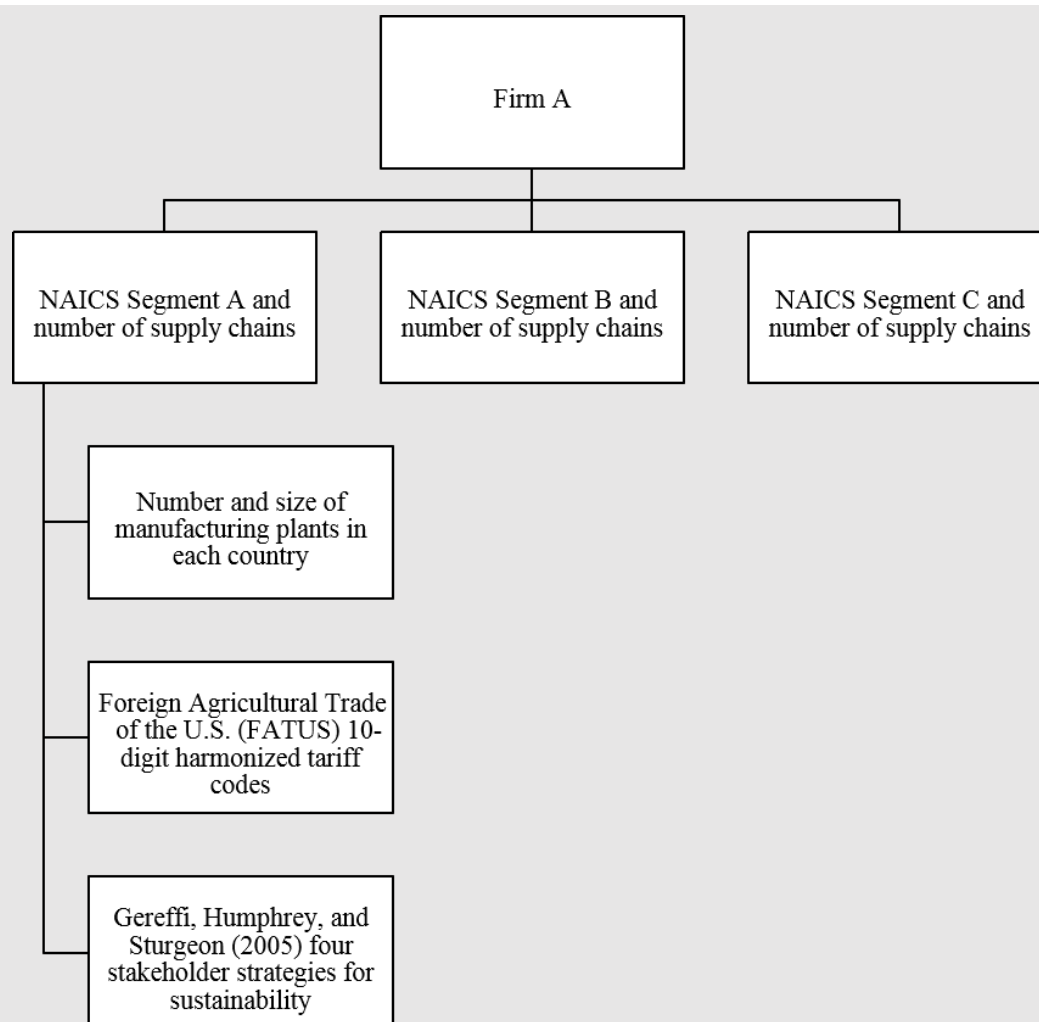 Firm A
NAICS Segment A and
number of supply chains
NAICS Segment B and
number of supply chains
NAICS Segment C and
number of supply chains
Number and size of
manufacturing plants in
each country
Foreign Agricultural Trade
of the U.S. (FATUS) 10-
digit harmonized tariff
codes
Gereffi, Humphrey, and
Sturgeon (2005) four
stakeholder strategies for
sustainability